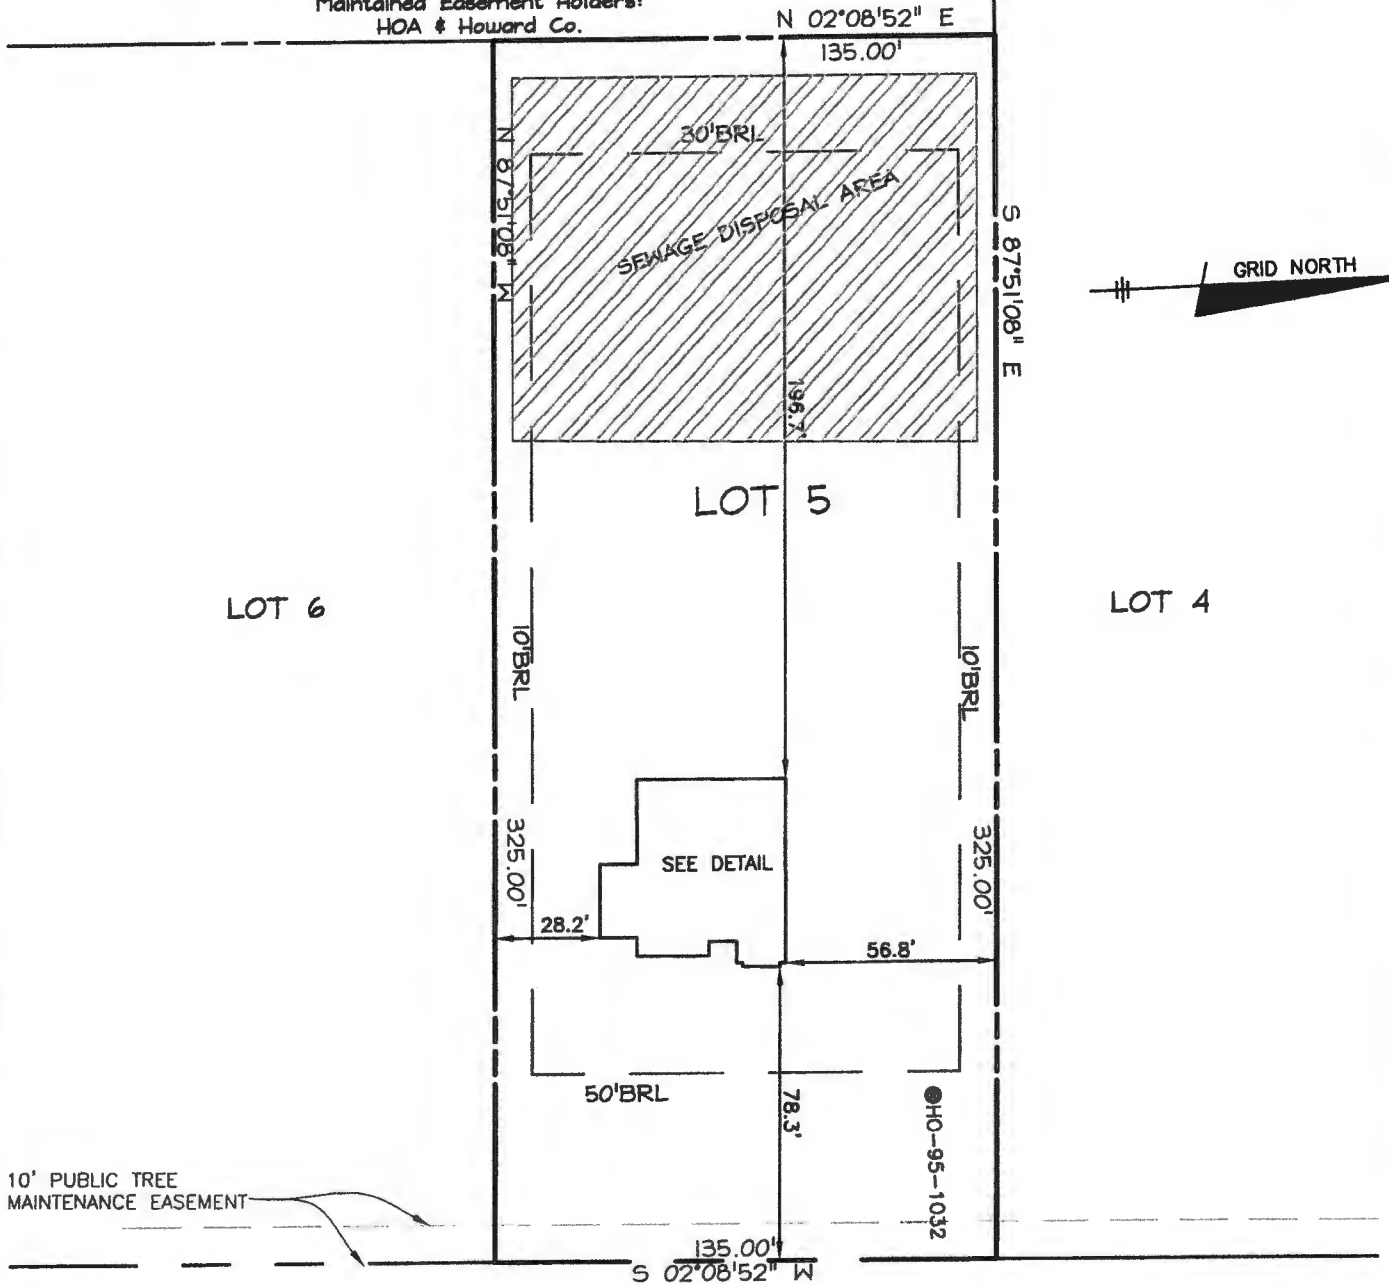 Maintained Easement Holders:
HOA & Howard Co.
N 02°08'52" E
135.00'
30'BRL
SEWAGE DISPOSAL AREA
N 87°51'08" W
S 87°51'08" E
GRID NORTH
196.7'
LOT 5
LOT 6
LOT 4
10'BRL
10'BRL
325.00'
325.00'
SEE DETAIL
28.2'
56.8'
50'BRL
78.3'
HO-95-1032
10' PUBLIC TREE
MAINTENANCE EASEMENT
135.00'
S 02°08'52" W